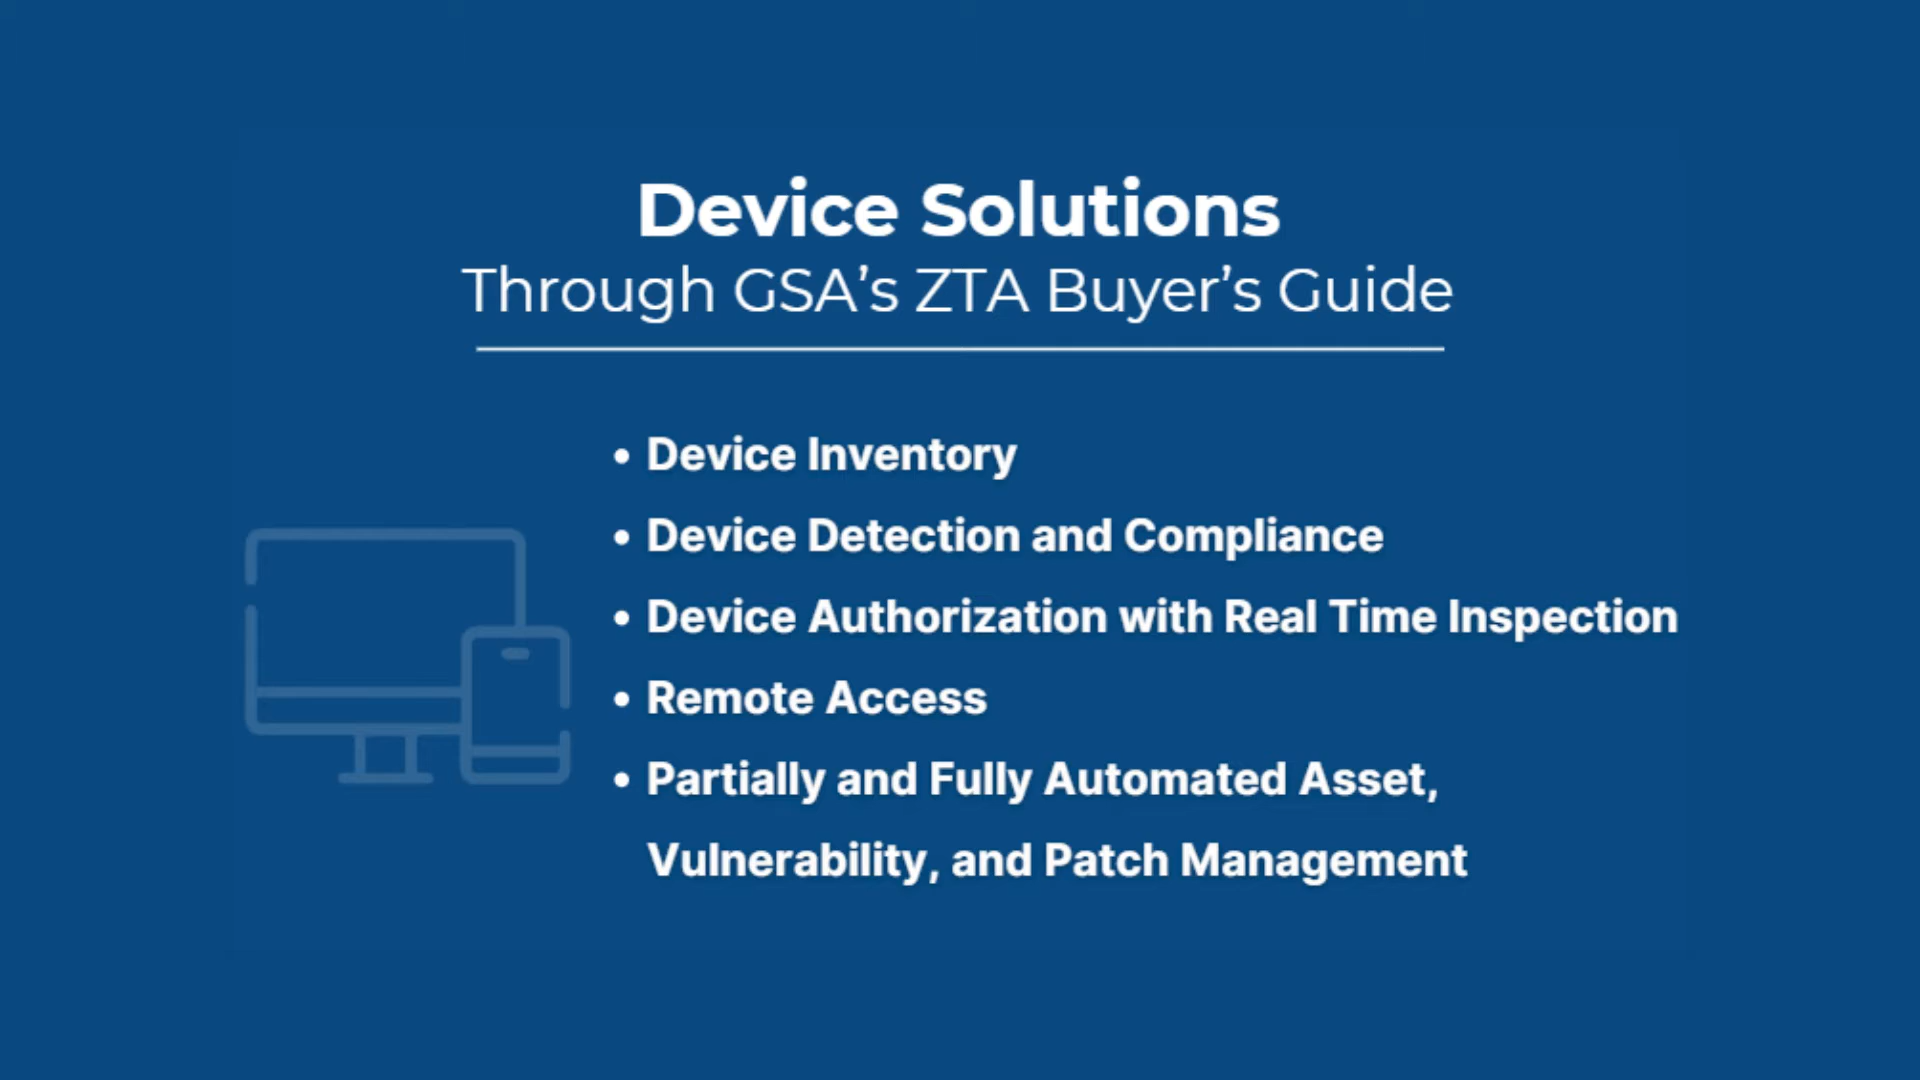 Device Solutions
Through GSA’s ZTA Buyer’s Guide
• Device Inventory
• Device Detection and Compliance
• Device Authorization with Real Time Inspection
• Remote Access
• Partially and Fully Automated Asset,
Vulnerability, and Patch Management